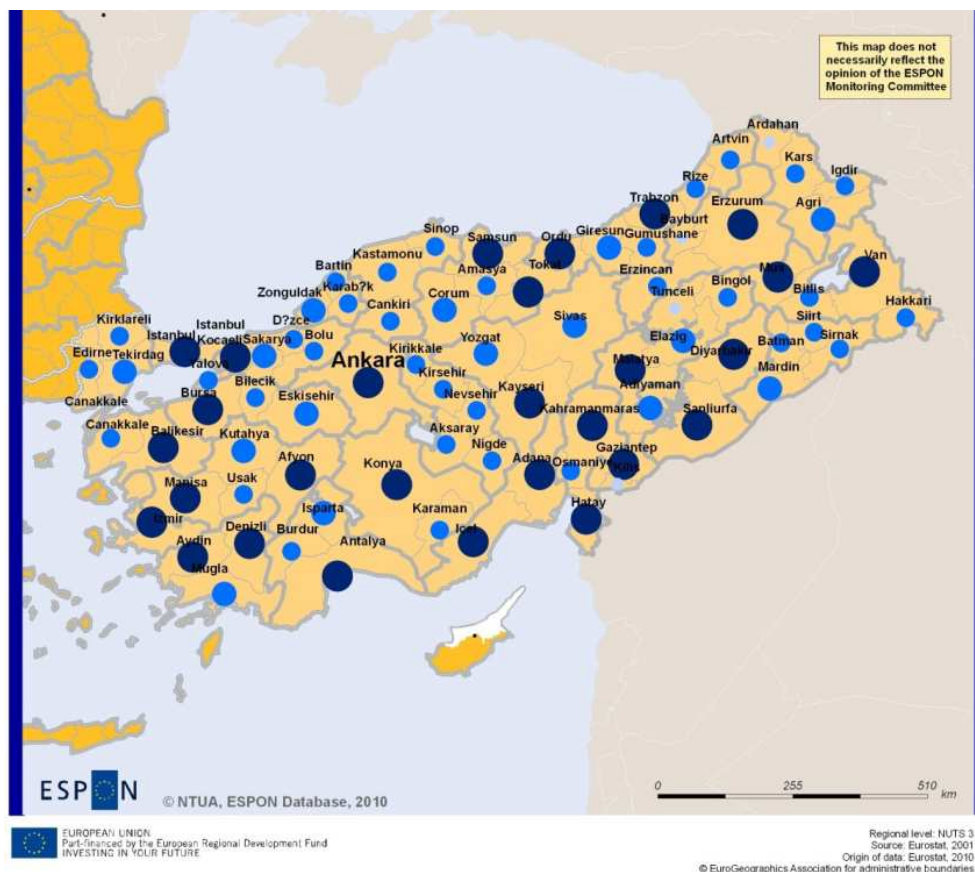 This map does not
necessarily reflect the
opinion of the ESPON
Monitoring Committee
Ardahan
Artvin
Kars
Igdir
Rize
Trabzon
Erzurum
Agri
Bayburt
Sinop
Samsun
Ordu
Giresun
Gumushane
Kastamonu
Tokat
Van
Bartin
Amasya
Erzincan
Mus
Karab?k
Bingol
Bitlis
Zonguldak
Cankiri
Corum
Tunceli
Hakkari
Kirklareli
D?zce
Sivas
Siirt
Istanbul
Istanbul
Bolu
Sirnak
Kocaeli
Sakarya
Yozgat
Elazig
Batman
Edirne
Tekirdag
Kirikkale
Diyarbakir
Ankara
Malatya
Mardin
Yalova
Kirsehir
Bilecik
Kayseri
Adiyaman
Bursa
Eskisehir
Nevsehir
Canakkale
Kahramanmaras
Sanliurfa
Canakkale
Aksaray
Balikesir
Kutahya
Nigde
Gaziantep
Afyon
Konya
Adana
Osmaniye
Kilis
Manisa
Usak
Hatay
Isparta
Karaman
Izmir
Denizli
Burdur
Icel
Aydin
Antalya
Mugla
ESPON
© NTUA, ESPON Database, 2010
0 255 510
km
EUROPEAN UNION
Part-financed by the European Regional Development Fund
INVESTING IN YOUR FUTURE
Regional level: NUTS 3
Source: Eurostat, 2001
Origin of data: Eurostat, 2010
© EuroGeographics Association for administrative boundaries